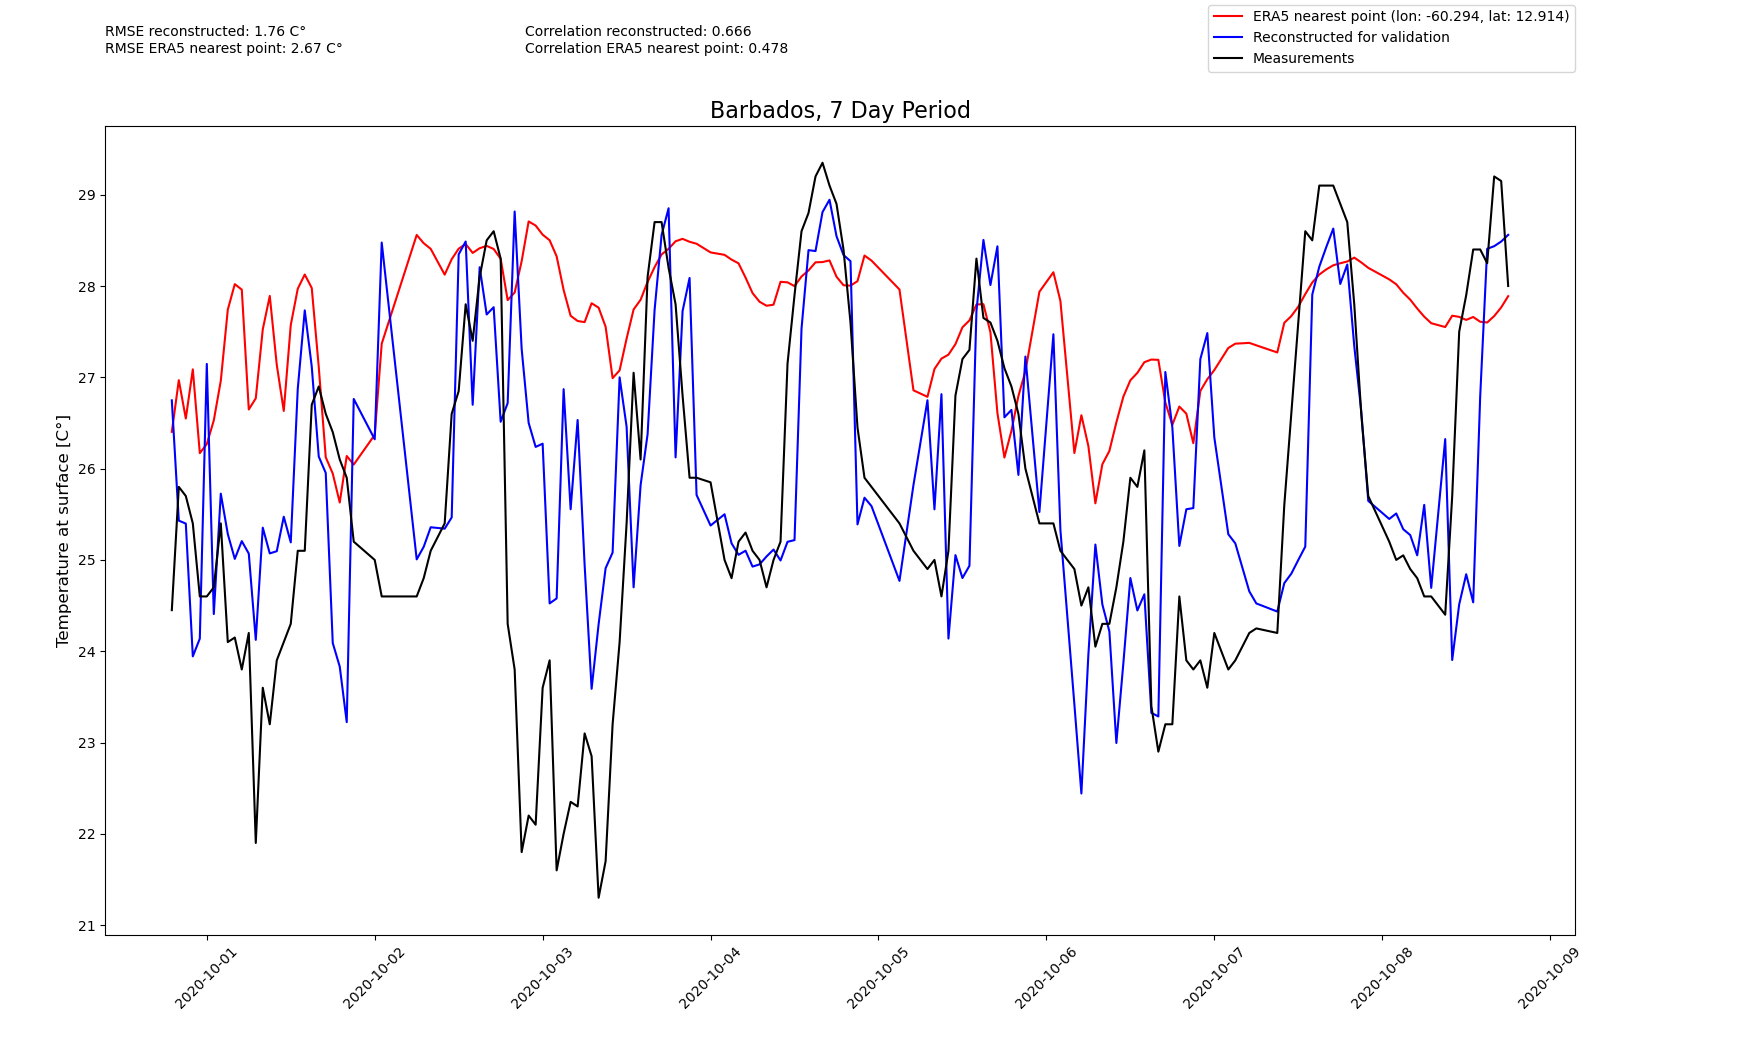 RMSE reconstructed: 1.76 C°
RMSE ERA5 nearest point: 2.67 C°
Correlation reconstructed: 0.666
Correlation ERA5 nearest point: 0.478
ERA5 nearest point (lon: -60.294, lat: 12.914)
Reconstructed for validation
Measurements
Barbados, 7 Day Period
Temperature at surface [C°]
29
28
27
26
25
24
23
22
21
2020-10-01
2020-10-02
2020-10-03
2020-10-04
2020-10-05
2020-10-06
2020-10-07
2020-10-08
2020-10-09